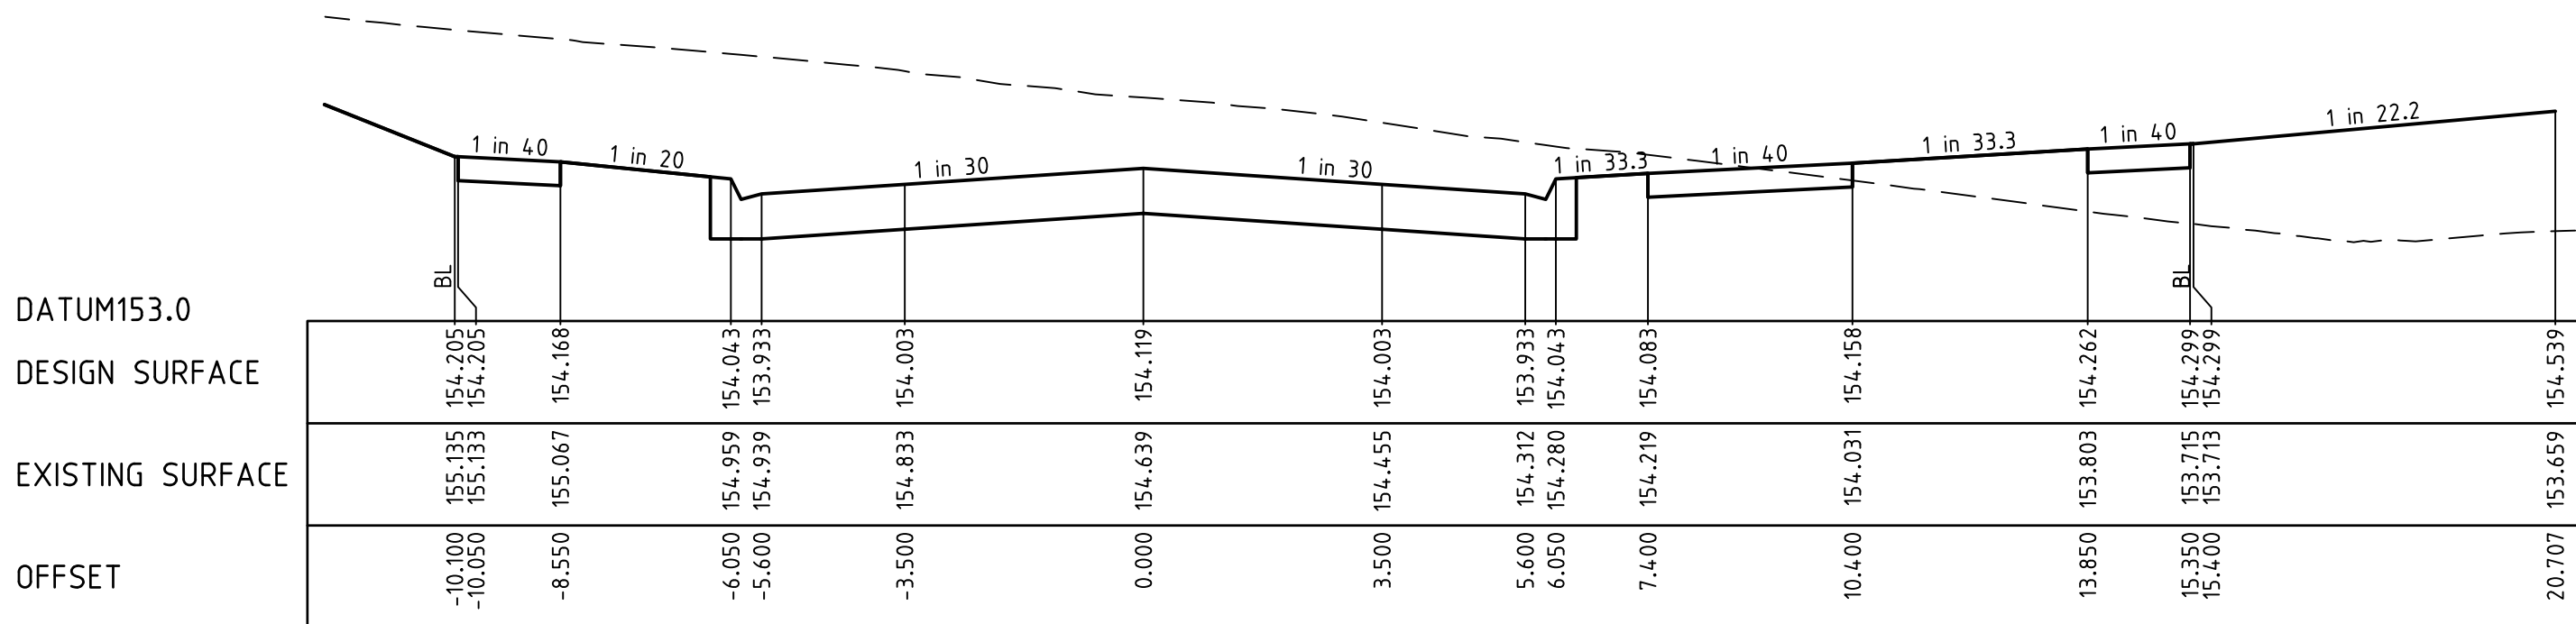 1 in 40
1 in 20
1 in 30
1 in 30
1 in 33.3
1 in 40
1 in 33.3
1 in 40
1 in 22.2
BL
BL
DATUM153.0
DESIGN SURFACE 154.205 154.205 154.168 154.043 153.933 154.003 154.119 154.003 153.933 154.043 154.083 154.158 154.262 154.299 154.299 154.539
EXISTING SURFACE 155.135 155.133 155.067 154.959 154.939 154.833 154.639 154.455 154.312 154.280 154.219 154.031 153.803 153.715 153.713 153.659
OFFSET -10.100 -10.050 -8.550 -6.050 -5.600 -3.500 0.000 3.500 5.600 6.050 7.400 10.400 13.850 15.350 15.400 20.707